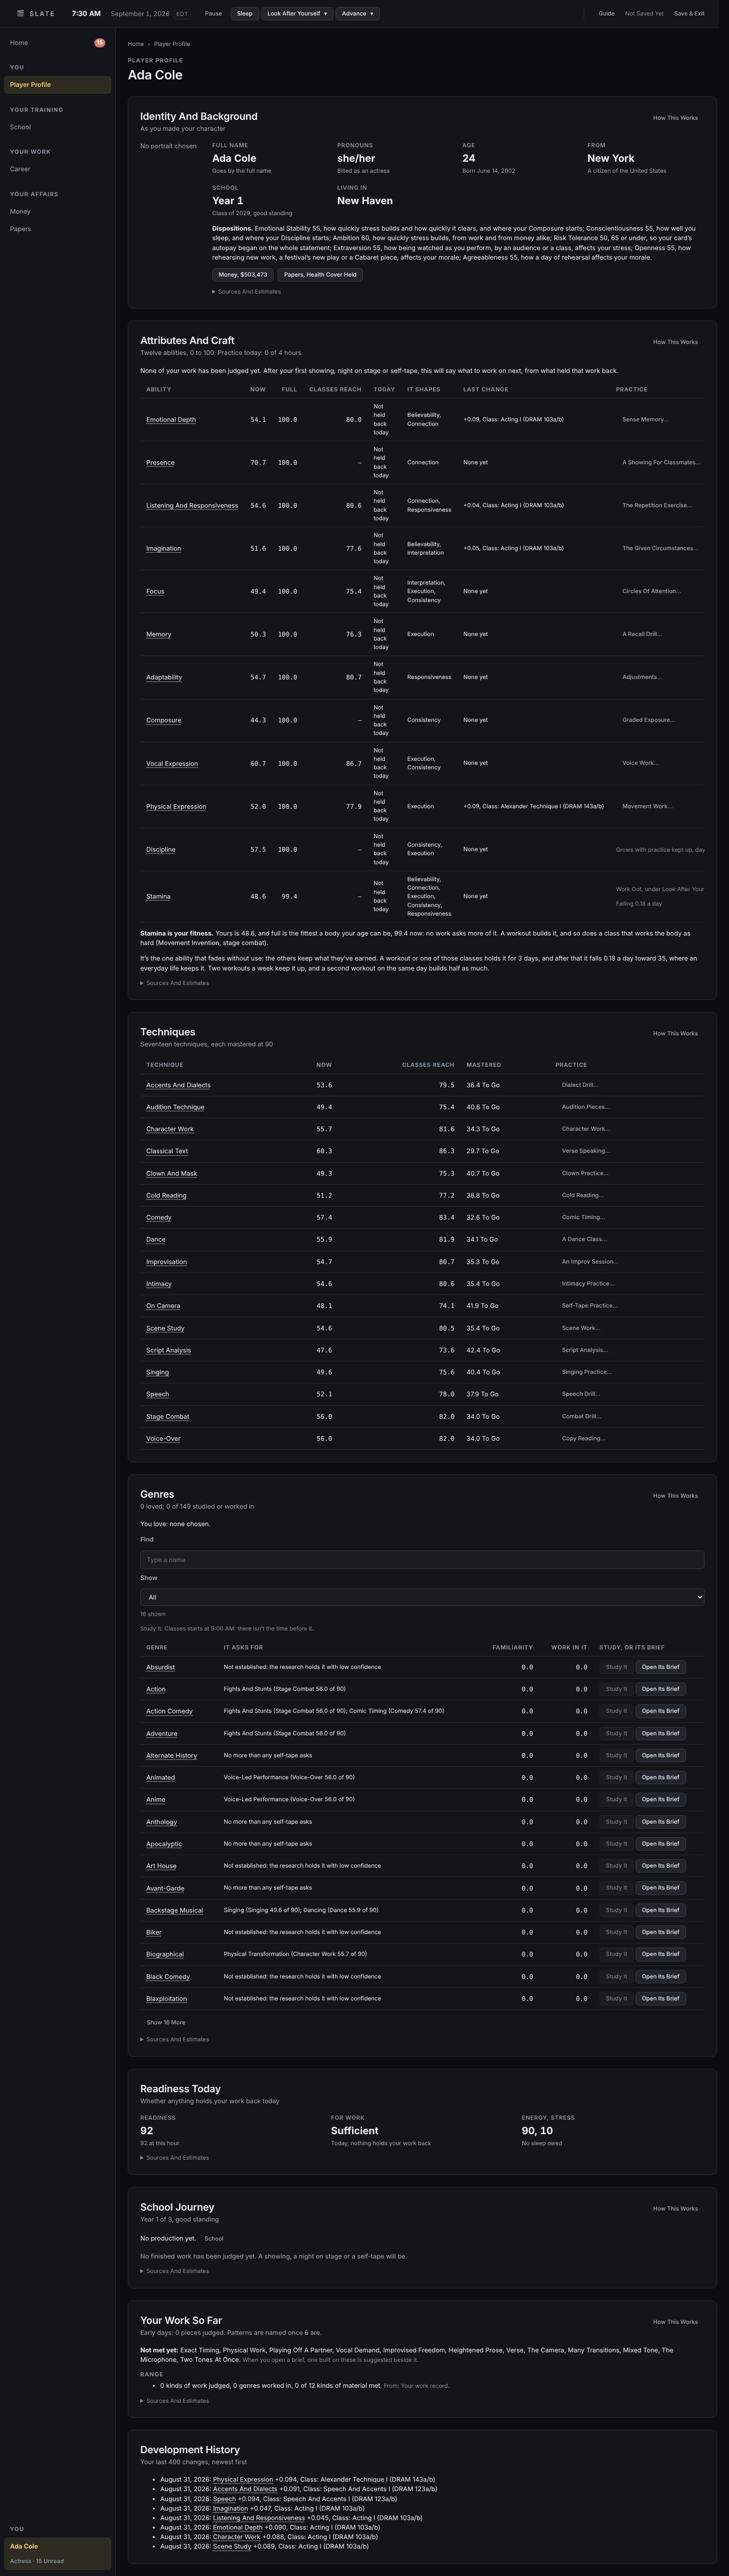 SLATE 7:30 AM September 1, 2026 EDT Pause Sleep Look After Yourself ▾ Advance ▾ Guide Not Saved Yet Save & Exit
Home 15
YOU
Player Profile
YOUR TRAINING
School
YOUR WORK
Career
YOUR AFFAIRS
Money
Papers
Home › Player Profile
PLAYER PROFILE
Ada Cole
Identity And Background How This Works
As you made your character
No portrait chosen
FULL NAME PRONOUNS AGE FROM
Ada Cole she/her 24 New York
Goes by the full name Billed as an actress Born June 14, 2002 A citizen of the United States
SCHOOL LIVING IN
Year 1 New Haven
Class of 2029, good standing
Dispositions. Emotional Stability 55, how quickly stress builds and how quickly it clears, and where your Composure starts; Conscientiousness 55, how well you
sleep, and where your Discipline starts; Ambition 60, how quickly stress builds, from work and from money alike; Risk Tolerance 50, 65 or under, so your card's
autopay began on the whole statement; Extraversion 55, how being watched as you perform, by an audience or a class, affects your stress; Openness 55, how
rehearsing new work, a festival's new play or a Cabaret piece, affects your morale; Agreeableness 55, how a day of rehearsal affects your morale.
Money, $503,473 Papers, Health Cover Held
▸ Sources And Estimates
Attributes And Craft How This Works
Twelve abilities, 0 to 100. Practice today: 0 of 4 hours
None of your work has been judged yet. After your first showing, night on stage or self-tape, this will say what to work on next, from what held that work back.
ABILITY NOW FULL CLASSES REACH TODAY IT SHAPES LAST CHANGE PRACTICE
Emotional Depth 54.1 100.0 80.0 Not held back today Believability, Connection +0.09, Class: Acting I (DRAM 103a/b) Sense Memory...
Presence 70.7 100.0 – Not held back today Connection None yet A Showing For Classmates...
Listening And Responsiveness 54.6 100.0 80.6 Not held back today Connection, Responsiveness +0.04, Class: Acting I (DRAM 103a/b) The Repetition Exercise...
Imagination 51.6 100.0 77.6 Not held back today Believability, Interpretation +0.05, Class: Acting I (DRAM 103a/b) The Given Circumstances...
Focus 49.4 100.0 75.4 Not held back today Interpretation, Execution, Consistency None yet Circles Of Attention...
Memory 50.3 100.0 76.3 Not held back today Execution None yet A Recall Drill...
Adaptability 54.7 100.0 80.7 Not held back today Responsiveness None yet Adjustments...
Composure 44.3 100.0 – Not held back today Consistency None yet Graded Exposure...
Vocal Expression 60.7 100.0 86.7 Not held back today Execution, Consistency None yet Voice Work...
Physical Expression 52.0 100.0 77.9 Not held back today Execution +0.09, Class: Alexander Technique I (DRAM 143a/b) Movement Work...
Discipline 57.5 100.0 – Not held back today Consistency, Execution None yet Grows with practice kept up, day
Stamina 48.6 99.4 – Not held back today Believability, Connection, Execution, Consistency, Responsiveness None yet Work Out, under Look After Your
Falling 0.18 a day
Stamina is your fitness. Yours is 48.6, and full is the fittest a body your age can be, 99.4 now: no work asks more of it. A workout builds it, and so does a class that works the body as
hard (Movement Invention, stage combat).
It's the one ability that fades without use: the others keep what they've earned. A workout or one of those classes holds it for 3 days, and after that it falls 0.18 a day toward 35, where an
everyday life keeps it. Two workouts a week keep it up, and a second workout on the same day builds half as much.
▸ Sources And Estimates
Techniques How This Works
Seventeen techniques, each mastered at 90
TECHNIQUE NOW CLASSES REACH MASTERED PRACTICE
Accents And Dialects 53.6 79.5 36.4 To Go Dialect Drill...
Audition Technique 49.4 75.4 40.6 To Go Audition Pieces...
Character Work 55.7 81.6 34.3 To Go Character Work...
Classical Text 60.3 86.3 29.7 To Go Verse Speaking...
Clown And Mask 49.3 75.3 40.7 To Go Clown Practice...
Cold Reading 51.2 77.2 38.8 To Go Cold Reading...
Comedy 57.4 83.4 32.6 To Go Comic Timing...
Dance 55.9 81.9 34.1 To Go A Dance Class...
Improvisation 54.7 80.7 35.3 To Go An Improv Session...
Intimacy 54.6 80.6 35.4 To Go Intimacy Practice...
On Camera 48.1 74.1 41.9 To Go Self-Tape Practice...
Scene Study 54.6 80.5 35.4 To Go Scene Work...
Script Analysis 47.6 73.6 42.4 To Go Script Analysis...
Singing 49.6 75.6 40.4 To Go Singing Practice...
Speech 52.1 78.0 37.9 To Go Speech Drill...
Stage Combat 56.0 82.0 34.0 To Go Combat Drill...
Voice-Over 56.0 82.0 34.0 To Go Copy Reading...
Genres How This Works
0 loved; 0 of 149 studied or worked in
You love: none chosen.
Find
Type a name
Show
All
16 shown
Study It: Classes starts at 9:00 AM: there isn't the time before it.
GENRE IT ASKS FOR FAMILIARITY WORK IN IT STUDY, OR ITS BRIEF
Absurdist Not established: the research holds it with low confidence 0.0 0.0 Study It Open Its Brief
Action Fights And Stunts (Stage Combat 56.0 of 90) 0.0 0.0 Study It Open Its Brief
Action Comedy Fights And Stunts (Stage Combat 56.0 of 90); Comic Timing (Comedy 57.4 of 90) 0.0 0.0 Study It Open Its Brief
Adventure Fights And Stunts (Stage Combat 56.0 of 90) 0.0 0.0 Study It Open Its Brief
Alternate History No more than any self-tape asks 0.0 0.0 Study It Open Its Brief
Animated Voice-Led Performance (Voice-Over 56.0 of 90) 0.0 0.0 Study It Open Its Brief
Anime Voice-Led Performance (Voice-Over 56.0 of 90) 0.0 0.0 Study It Open Its Brief
Anthology No more than any self-tape asks 0.0 0.0 Study It Open Its Brief
Apocalyptic No more than any self-tape asks 0.0 0.0 Study It Open Its Brief
Art House Not established: the research holds it with low confidence 0.0 0.0 Study It Open Its Brief
Avant-Garde No more than any self-tape asks 0.0 0.0 Study It Open Its Brief
Backstage Musical Singing (Singing 49.6 of 90); Dancing (Dance 55.9 of 90) 0.0 0.0 Study It Open Its Brief
Biker Not established: the research holds it with low confidence 0.0 0.0 Study It Open Its Brief
Biographical Physical Transformation (Character Work 55.7 of 90) 0.0 0.0 Study It Open Its Brief
Black Comedy Not established: the research holds it with low confidence 0.0 0.0 Study It Open Its Brief
Blaxploitation Not established: the research holds it with low confidence 0.0 0.0 Study It Open Its Brief
Show 16 More
▸ Sources And Estimates
Readiness Today
Whether anything holds your work back today
READINESS FOR WORK ENERGY, STRESS
92 Sufficient 90, 10
92 at this hour Today, nothing holds your work back No sleep owed
▸ Sources And Estimates
School Journey How This Works
Year 1 of 3, good standing
No production yet. School
No finished work has been judged yet. A showing, a night on stage or a self-tape will be.
▸ Sources And Estimates
Your Work So Far How This Works
Early days: 0 pieces judged. Patterns are named once 6 are.
Not met yet: Exact Timing, Physical Work, Playing Off A Partner, Vocal Demand, Improvised Freedom, Heightened Prose, Verse, The Camera, Many Transitions, Mixed Tone, The
Microphone, Two Tones At Once. When you open a brief, one built on these is suggested beside it.
RANGE
• 0 kinds of work judged, 0 genres worked in, 0 of 12 kinds of material met. From: Your work record.
▸ Sources And Estimates
Development History
Your last 400 changes, newest first
• August 31, 2026: Physical Expression +0.094, Class: Alexander Technique I (DRAM 143a/b)
• August 31, 2026: Accents And Dialects +0.091, Class: Speech And Accents I (DRAM 123a/b)
• August 31, 2026: Speech +0.094, Class: Speech And Accents I (DRAM 123a/b)
• August 31, 2026: Imagination +0.047, Class: Acting I (DRAM 103a/b)
• August 31, 2026: Listening And Responsiveness +0.045, Class: Acting I (DRAM 103a/b)
• August 31, 2026: Emotional Depth +0.090, Class: Acting I (DRAM 103a/b)
• August 31, 2026: Character Work +0.088, Class: Acting I (DRAM 103a/b)
• August 31, 2026: Scene Study +0.089, Class: Acting I (DRAM 103a/b)
YOU
Ada Cole
Actress · 15 Unread